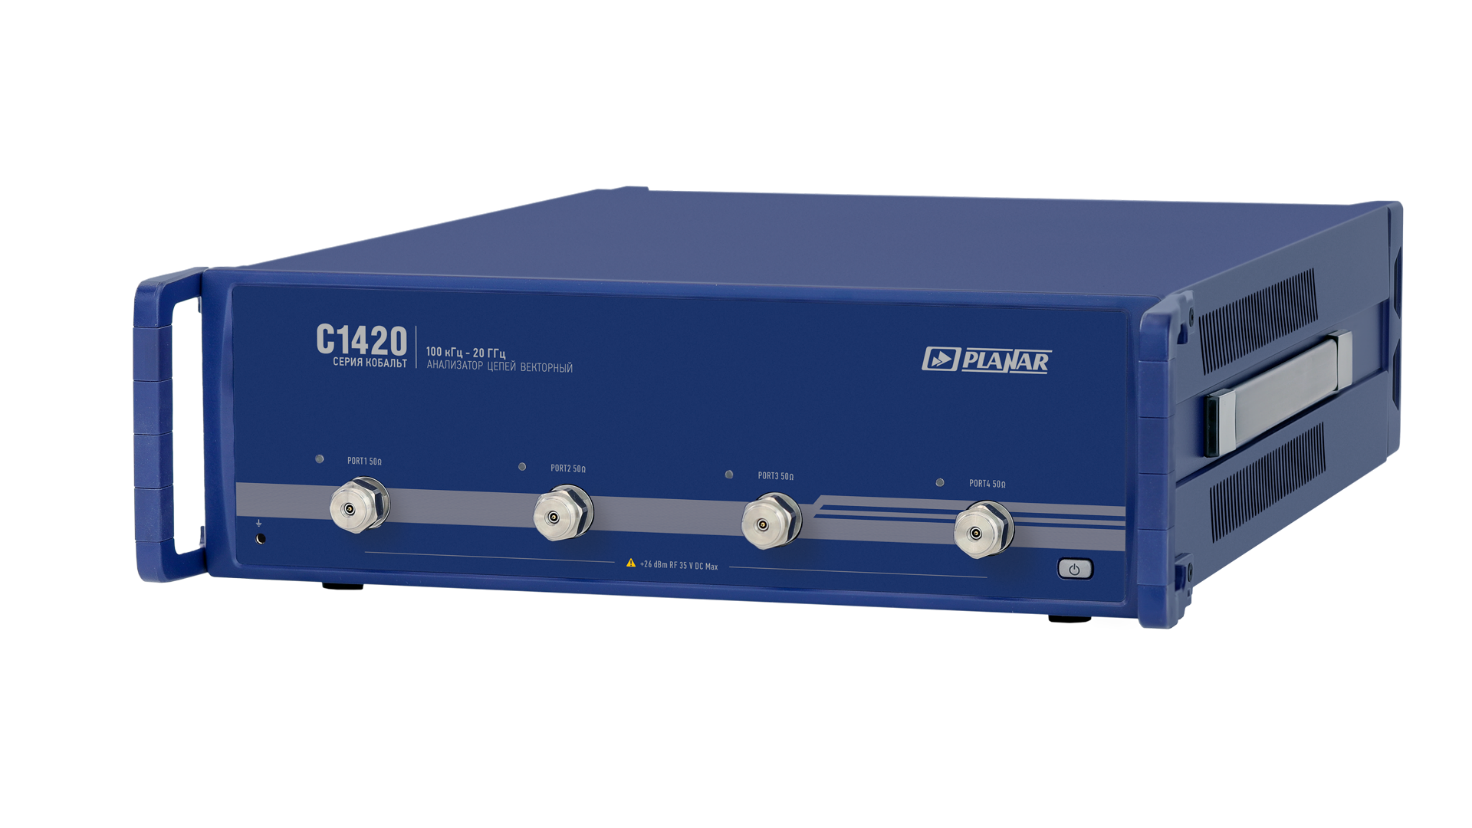 C1420
СЕРИЯ КОБАЛЬТ
100 кГц - 20 ГГц
АНАЛИЗАТОР ЦЕПЕЙ ВЕКТОРНЫЙ
PLANAR
PORT1 50Ω
PORT2 50Ω
PORT3 50Ω
PORT4 50Ω
+26 dBm RF 35 V DC Max